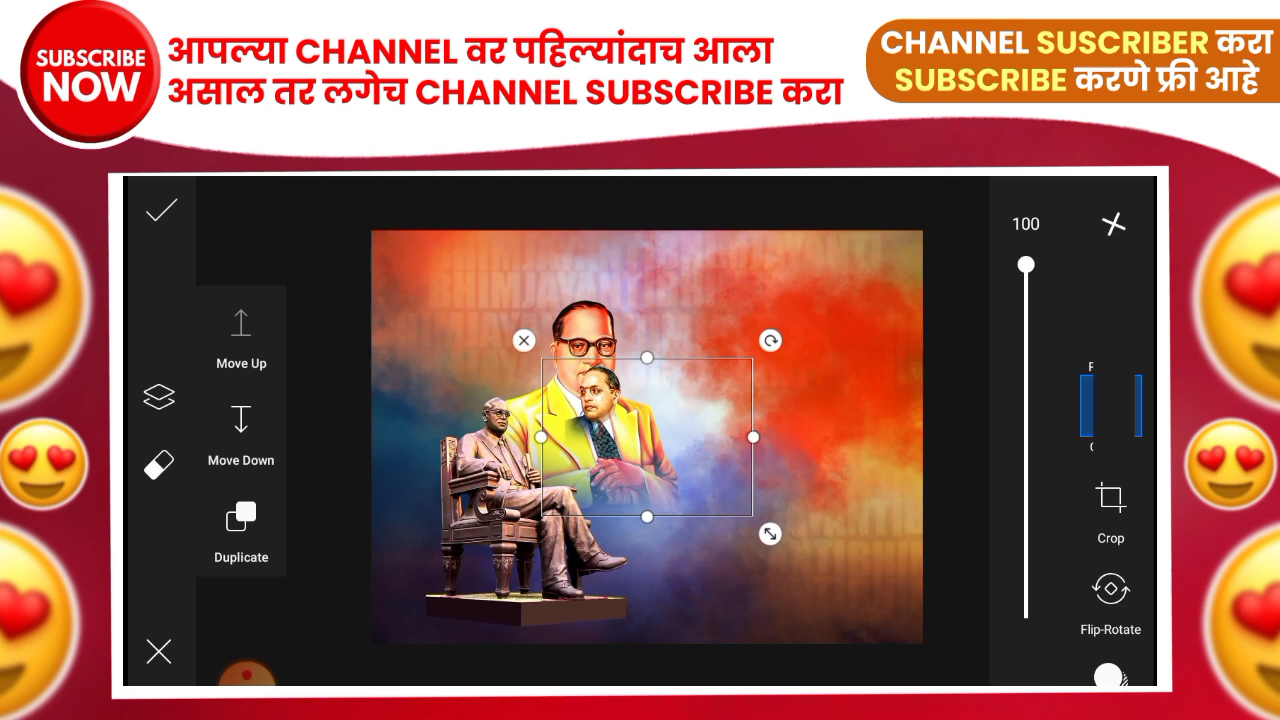 SUBSCRIBE
NOW
आपल्या CHANNEL वर पहिल्यांदाच आला
असाल तर लगेच CHANNEL SUBSCRIBE करा
CHANNEL SUSCRIBER करा
SUBSCRIBE करणे फ्री आहे
100
Move Up
Move Down
Duplicate
BHIMJAYANTI
Crop
Flip-Rotate